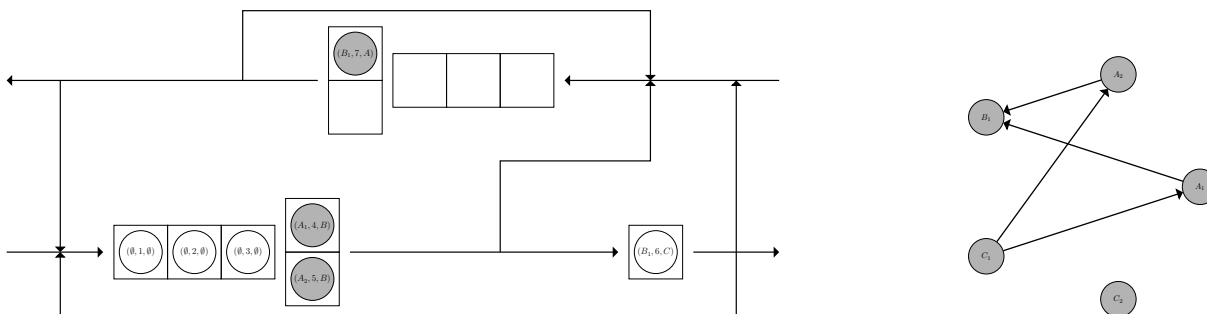 (B₁, 7, A)
(∅, 1, ∅) (∅, 2, ∅) (∅, 3, ∅)
(A₁, 4, B)
(A₂, 5, B)
(B₁, 6, C)
A₂
B₁
A₁
C₁
C₂